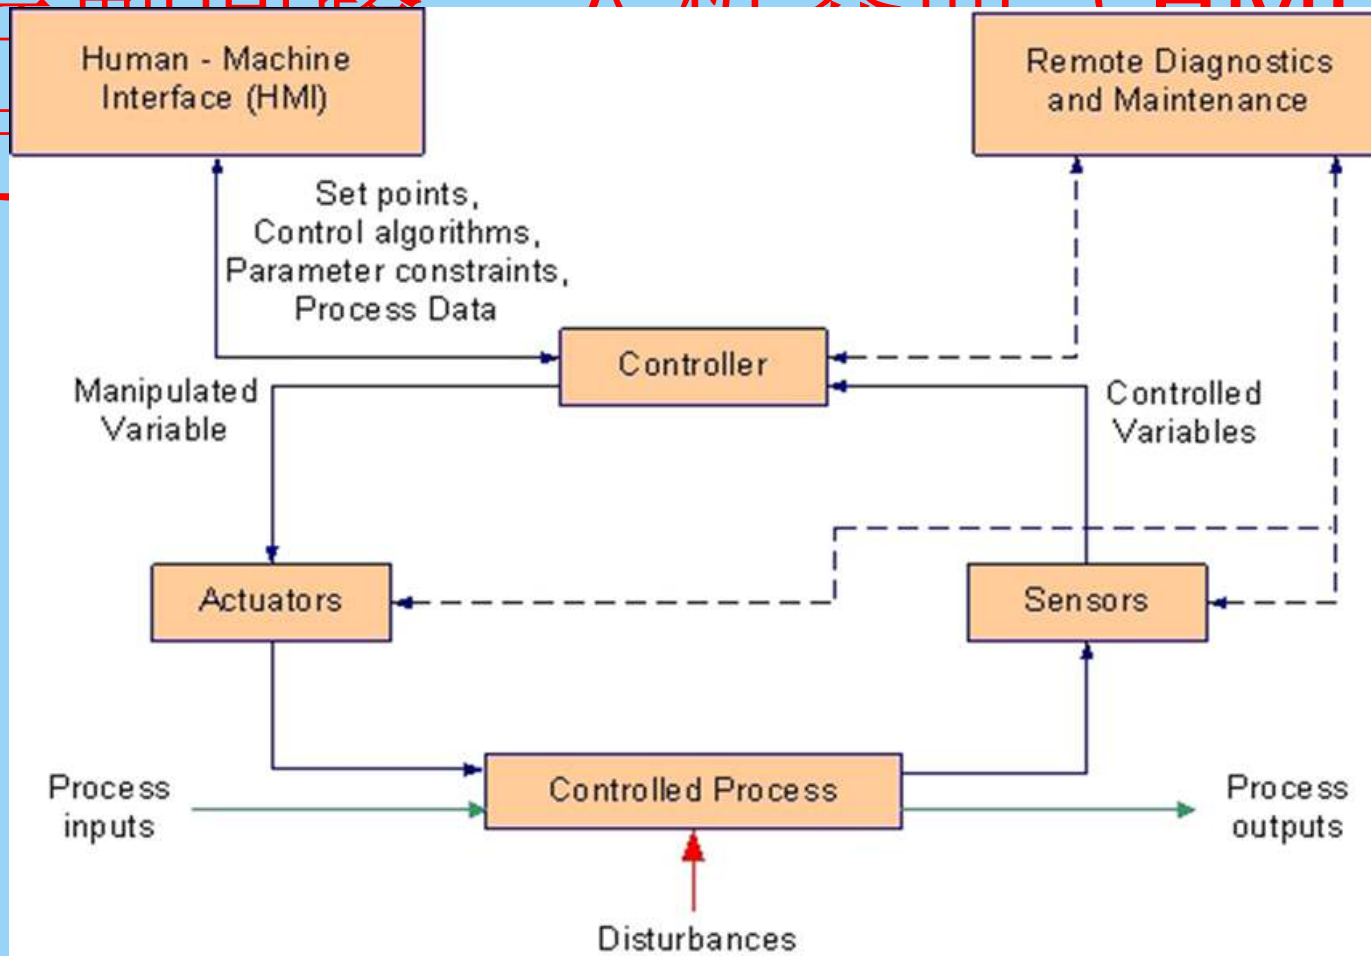 Human - Machine
Interface (HMI)
Remote Diagnostics
and Maintenance
Set points,
Control algorithms,
Parameter constraints,
Process Data
Controller
Manipulated
Variable
Controlled
Variables
Actuators
Sensors
Process
inputs
Controlled Process
Process
outputs
Disturbances